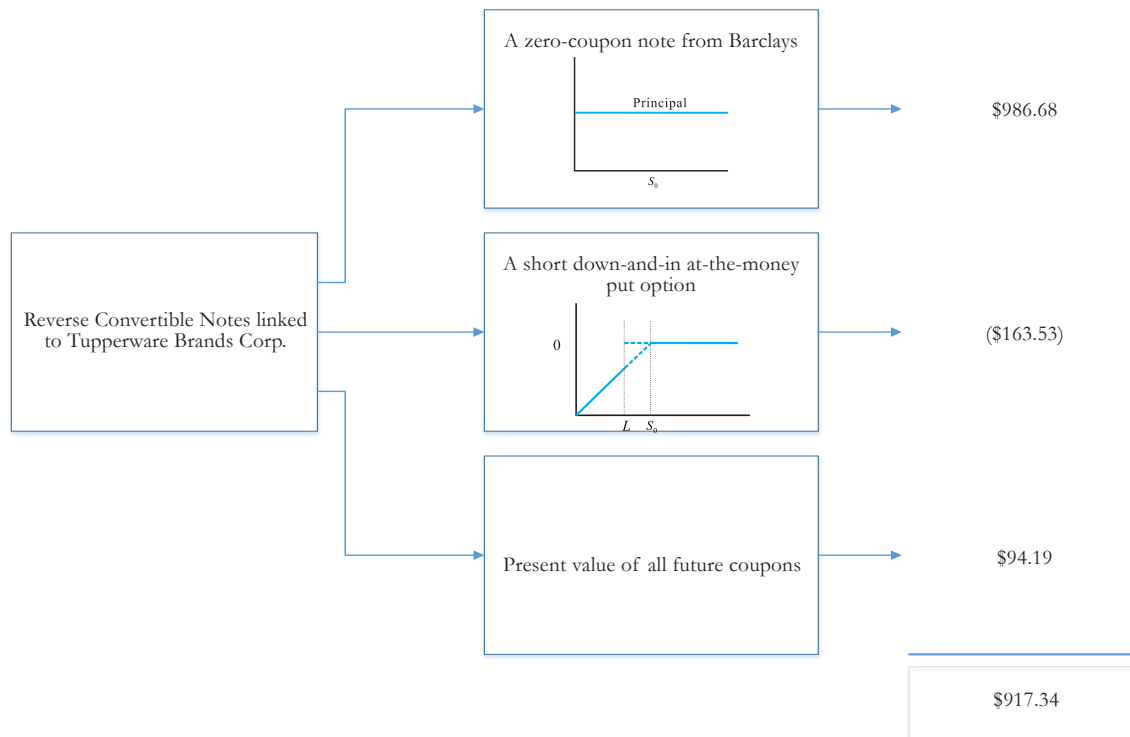 A zero-coupon note from Barclays
Principal
S₀
$986.68
Reverse Convertible Notes linked
to Tupperware Brands Corp.
A short down-and-in at-the-money
put option
0
L S₀
($163.53)
Present value of all future coupons
$94.19
$917.34